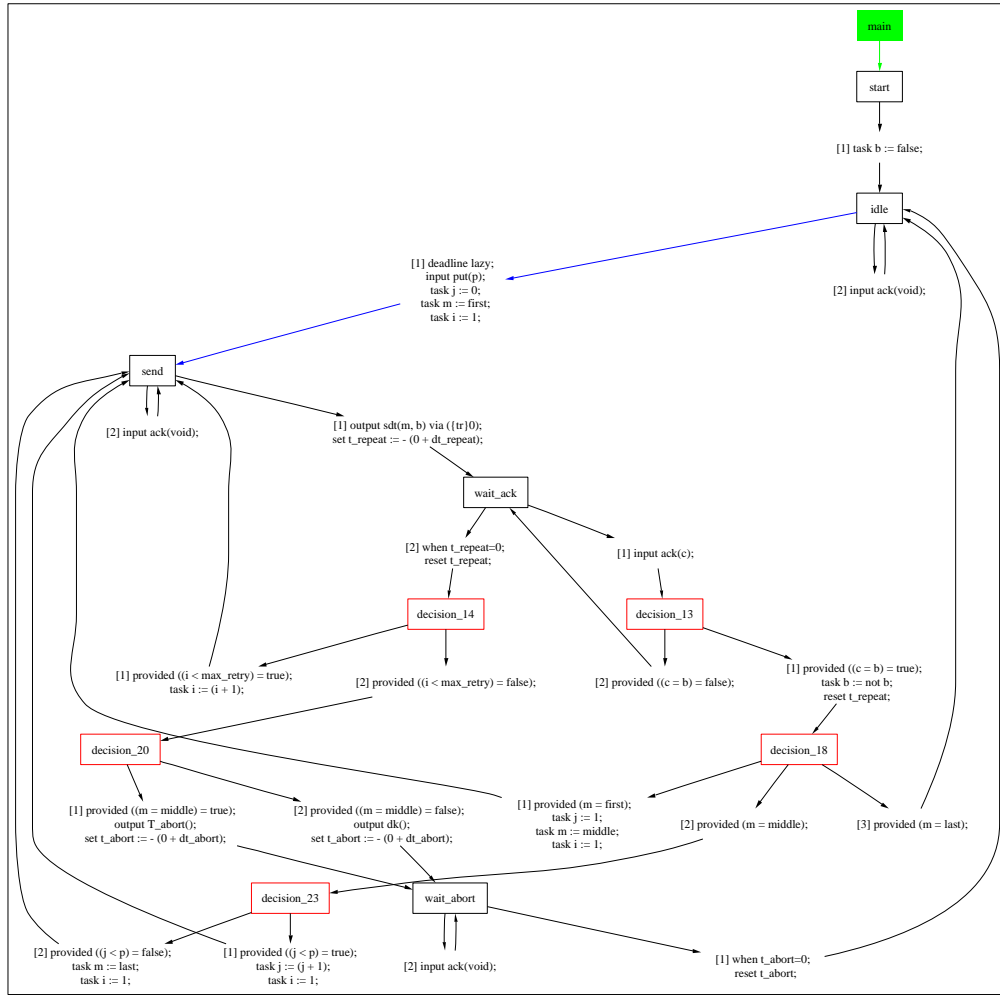 main
start
[1] task b := false;
idle
[1] deadline lazy;
input put(p);
task j := 0;
task m := first;
task i := 1;
[2] input ack(void);
send
[2] input ack(void);
[1] output sdt(m, b) via ({tr}0);
set t_repeat := - (0 + dt_repeat);
wait_ack
[2] when t_repeat=0;
reset t_repeat;
[1] input ack(c);
decision_14
decision_13
[1] provided ((i < max_retry) = true);
task i := (i + 1);
[2] provided ((i < max_retry) = false);
[2] provided ((c = b) = false);
[1] provided ((c = b) = true);
task b := not b;
reset t_repeat;
decision_20
decision_18
[1] provided ((m = middle) = true);
output T_abort();
set t_abort := - (0 + dt_abort);
[2] provided ((m = middle) = false);
output dk();
set t_abort := - (0 + dt_abort);
[1] provided (m = first);
task j := 1;
task m := middle;
task i := 1;
[2] provided (m = middle);
[3] provided (m = last);
decision_23
wait_abort
[2] provided ((j < p) = false);
task m := last;
task i := 1;
[1] provided ((j < p) = true);
task j := (j + 1);
task i := 1;
[2] input ack(void);
[1] when t_abort=0;
reset t_abort;